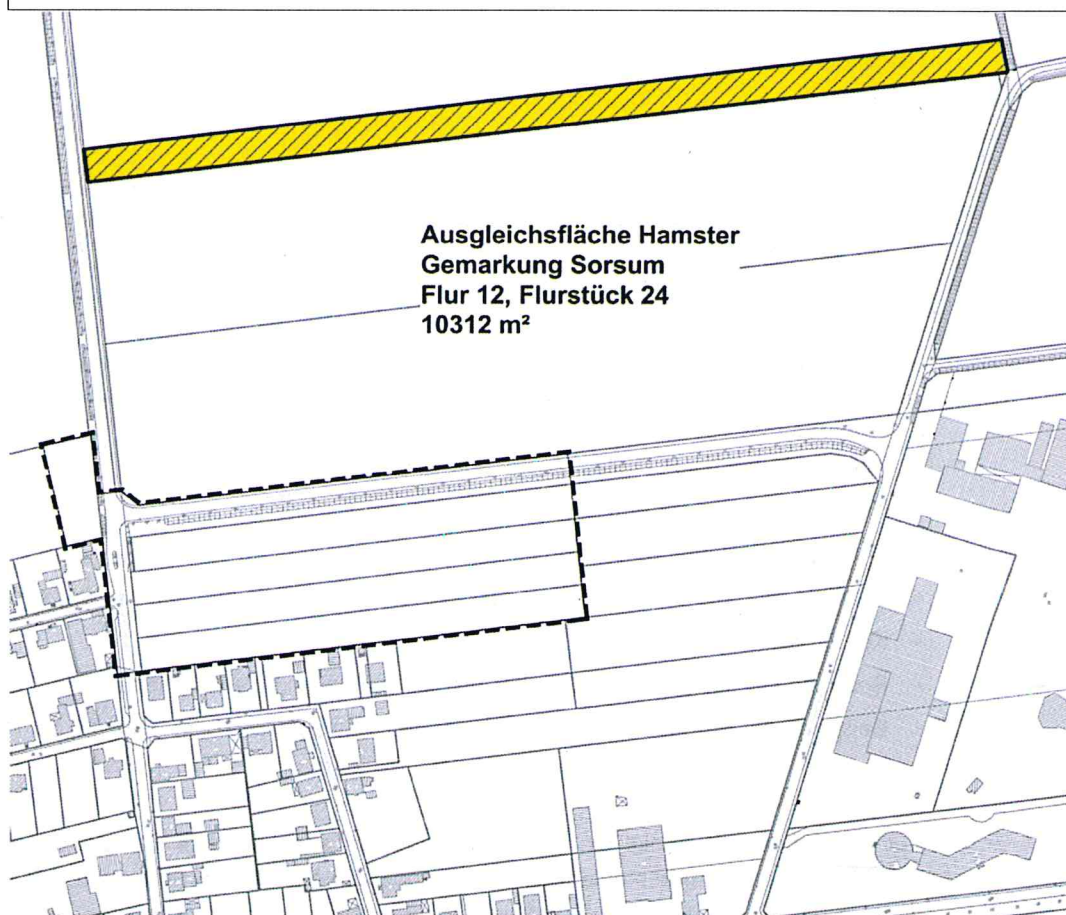 Ausgleichsfläche Hamster
Gemarkung Sorsum
Flur 12, Flurstück 24
10312 m²